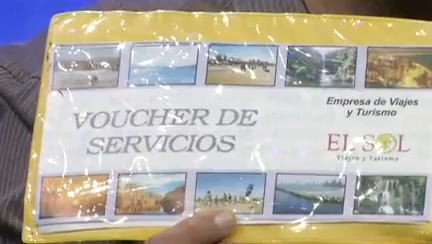 VOUCHER DE
SERVICIOS
Empresa de Viajes
y Turismo
EL SOL
Viajes y Turismo